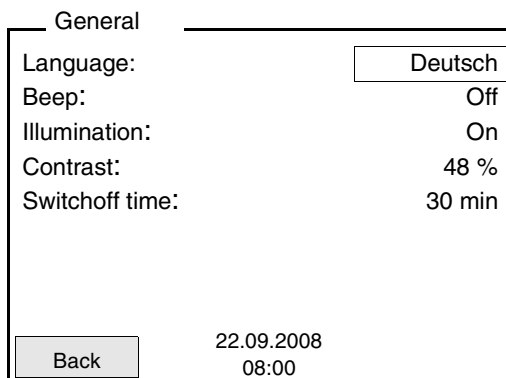 General
Language: Deutsch
Beep: Off
Illumination: On
Contrast: 48 %
Switchoff time: 30 min
22.09.2008
Back 08:00